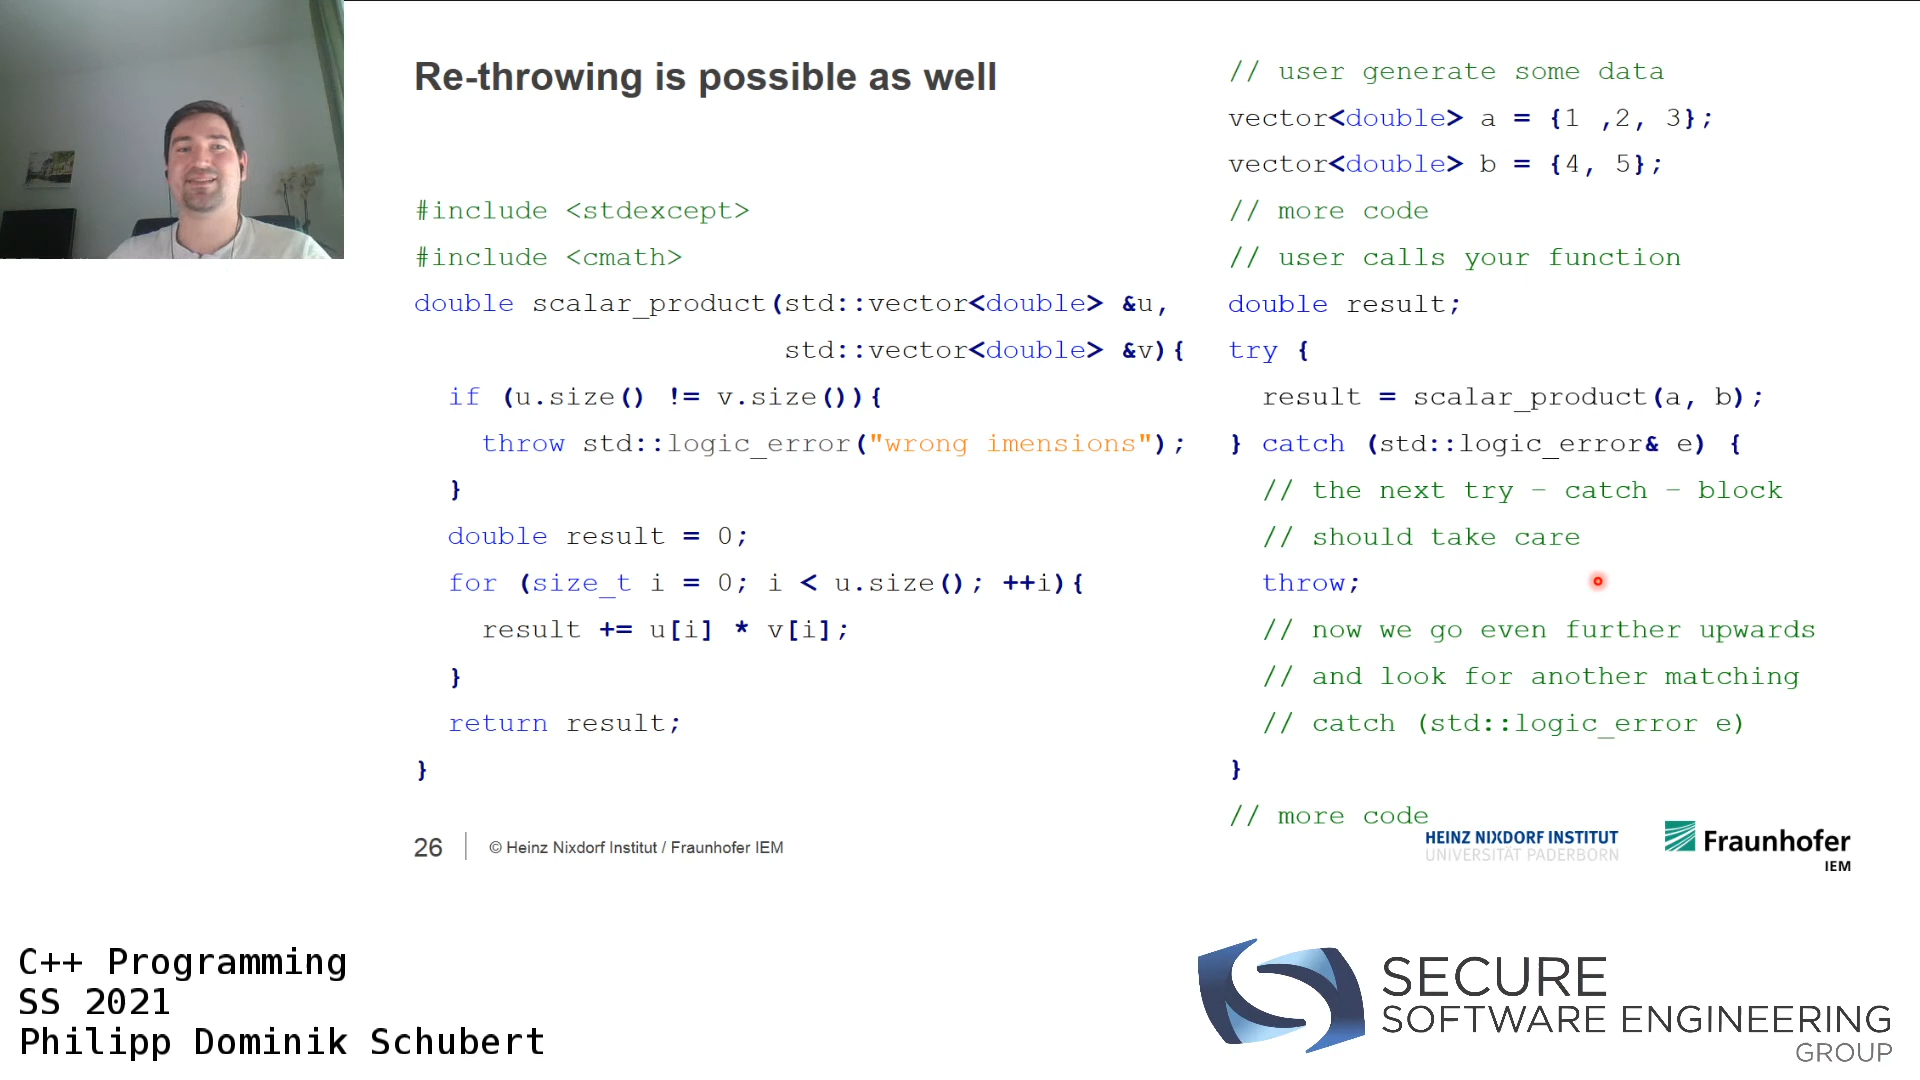 Re-throwing is possible as well
#include <stdexcept>
#include <cmath>
double scalar_product(std::vector<double> &u,
std::vector<double> &v){
if (u.size() != v.size()){
throw std::logic_error("wrong imensions");
}
double result = 0;
for (size_t i = 0; i < u.size(); ++i){
result += u[i] * v[i];
}
return result;
}
// user generate some data
vector<double> a = {1 ,2, 3};
vector<double> b = {4, 5};
// more code
// user calls your function
double result;
try {
result = scalar_product(a, b);
} catch (std::logic_error& e) {
// the next try – catch – block
// should take care
throw;
// now we go even further upwards
// and look for another matching
// catch (std::logic_error e)
}
// more code
26
© Heinz Nixdorf Institut / Fraunhofer IEM
HEINZ NIXDORF INSTITUT
UNIVERSITÄT PADERBORN
Fraunhofer
IEM
C++ Programming
SS 2021
Philipp Dominik Schubert
SECURE
SOFTWARE ENGINEERING
GROUP